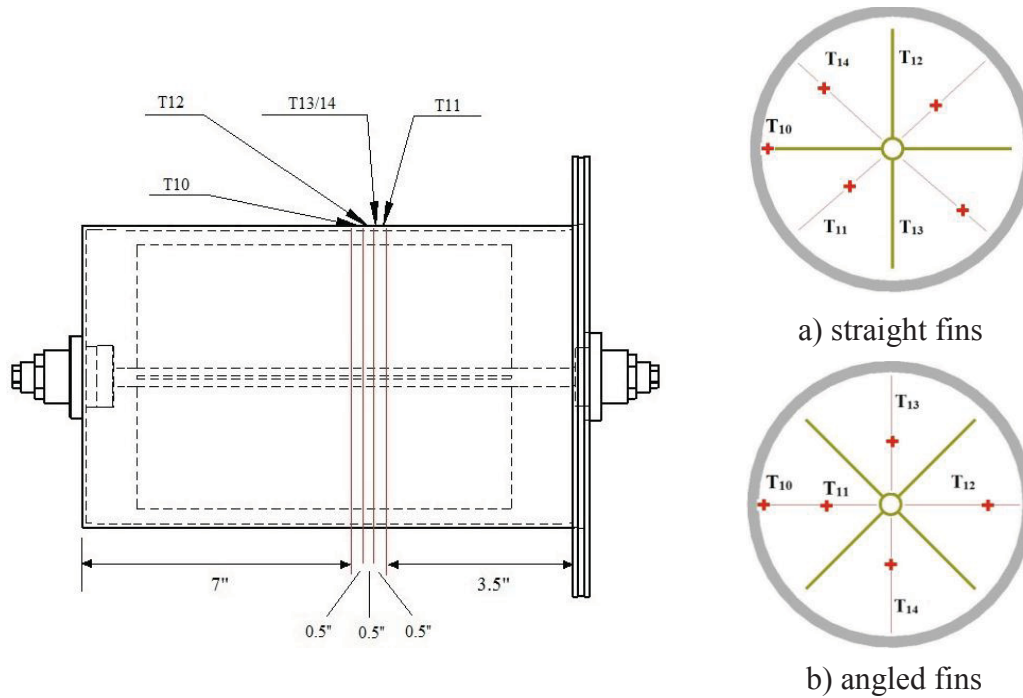 T12
T13/14
T11
T10
7"
3.5"
0.5"
0.5"
0.5"
T₁₄
T₁₂
T₁₀
T₁₁
T₁₃
a) straight fins
T₁₃
T₁₀
T₁₁
T₁₂
T₁₄
b) angled fins